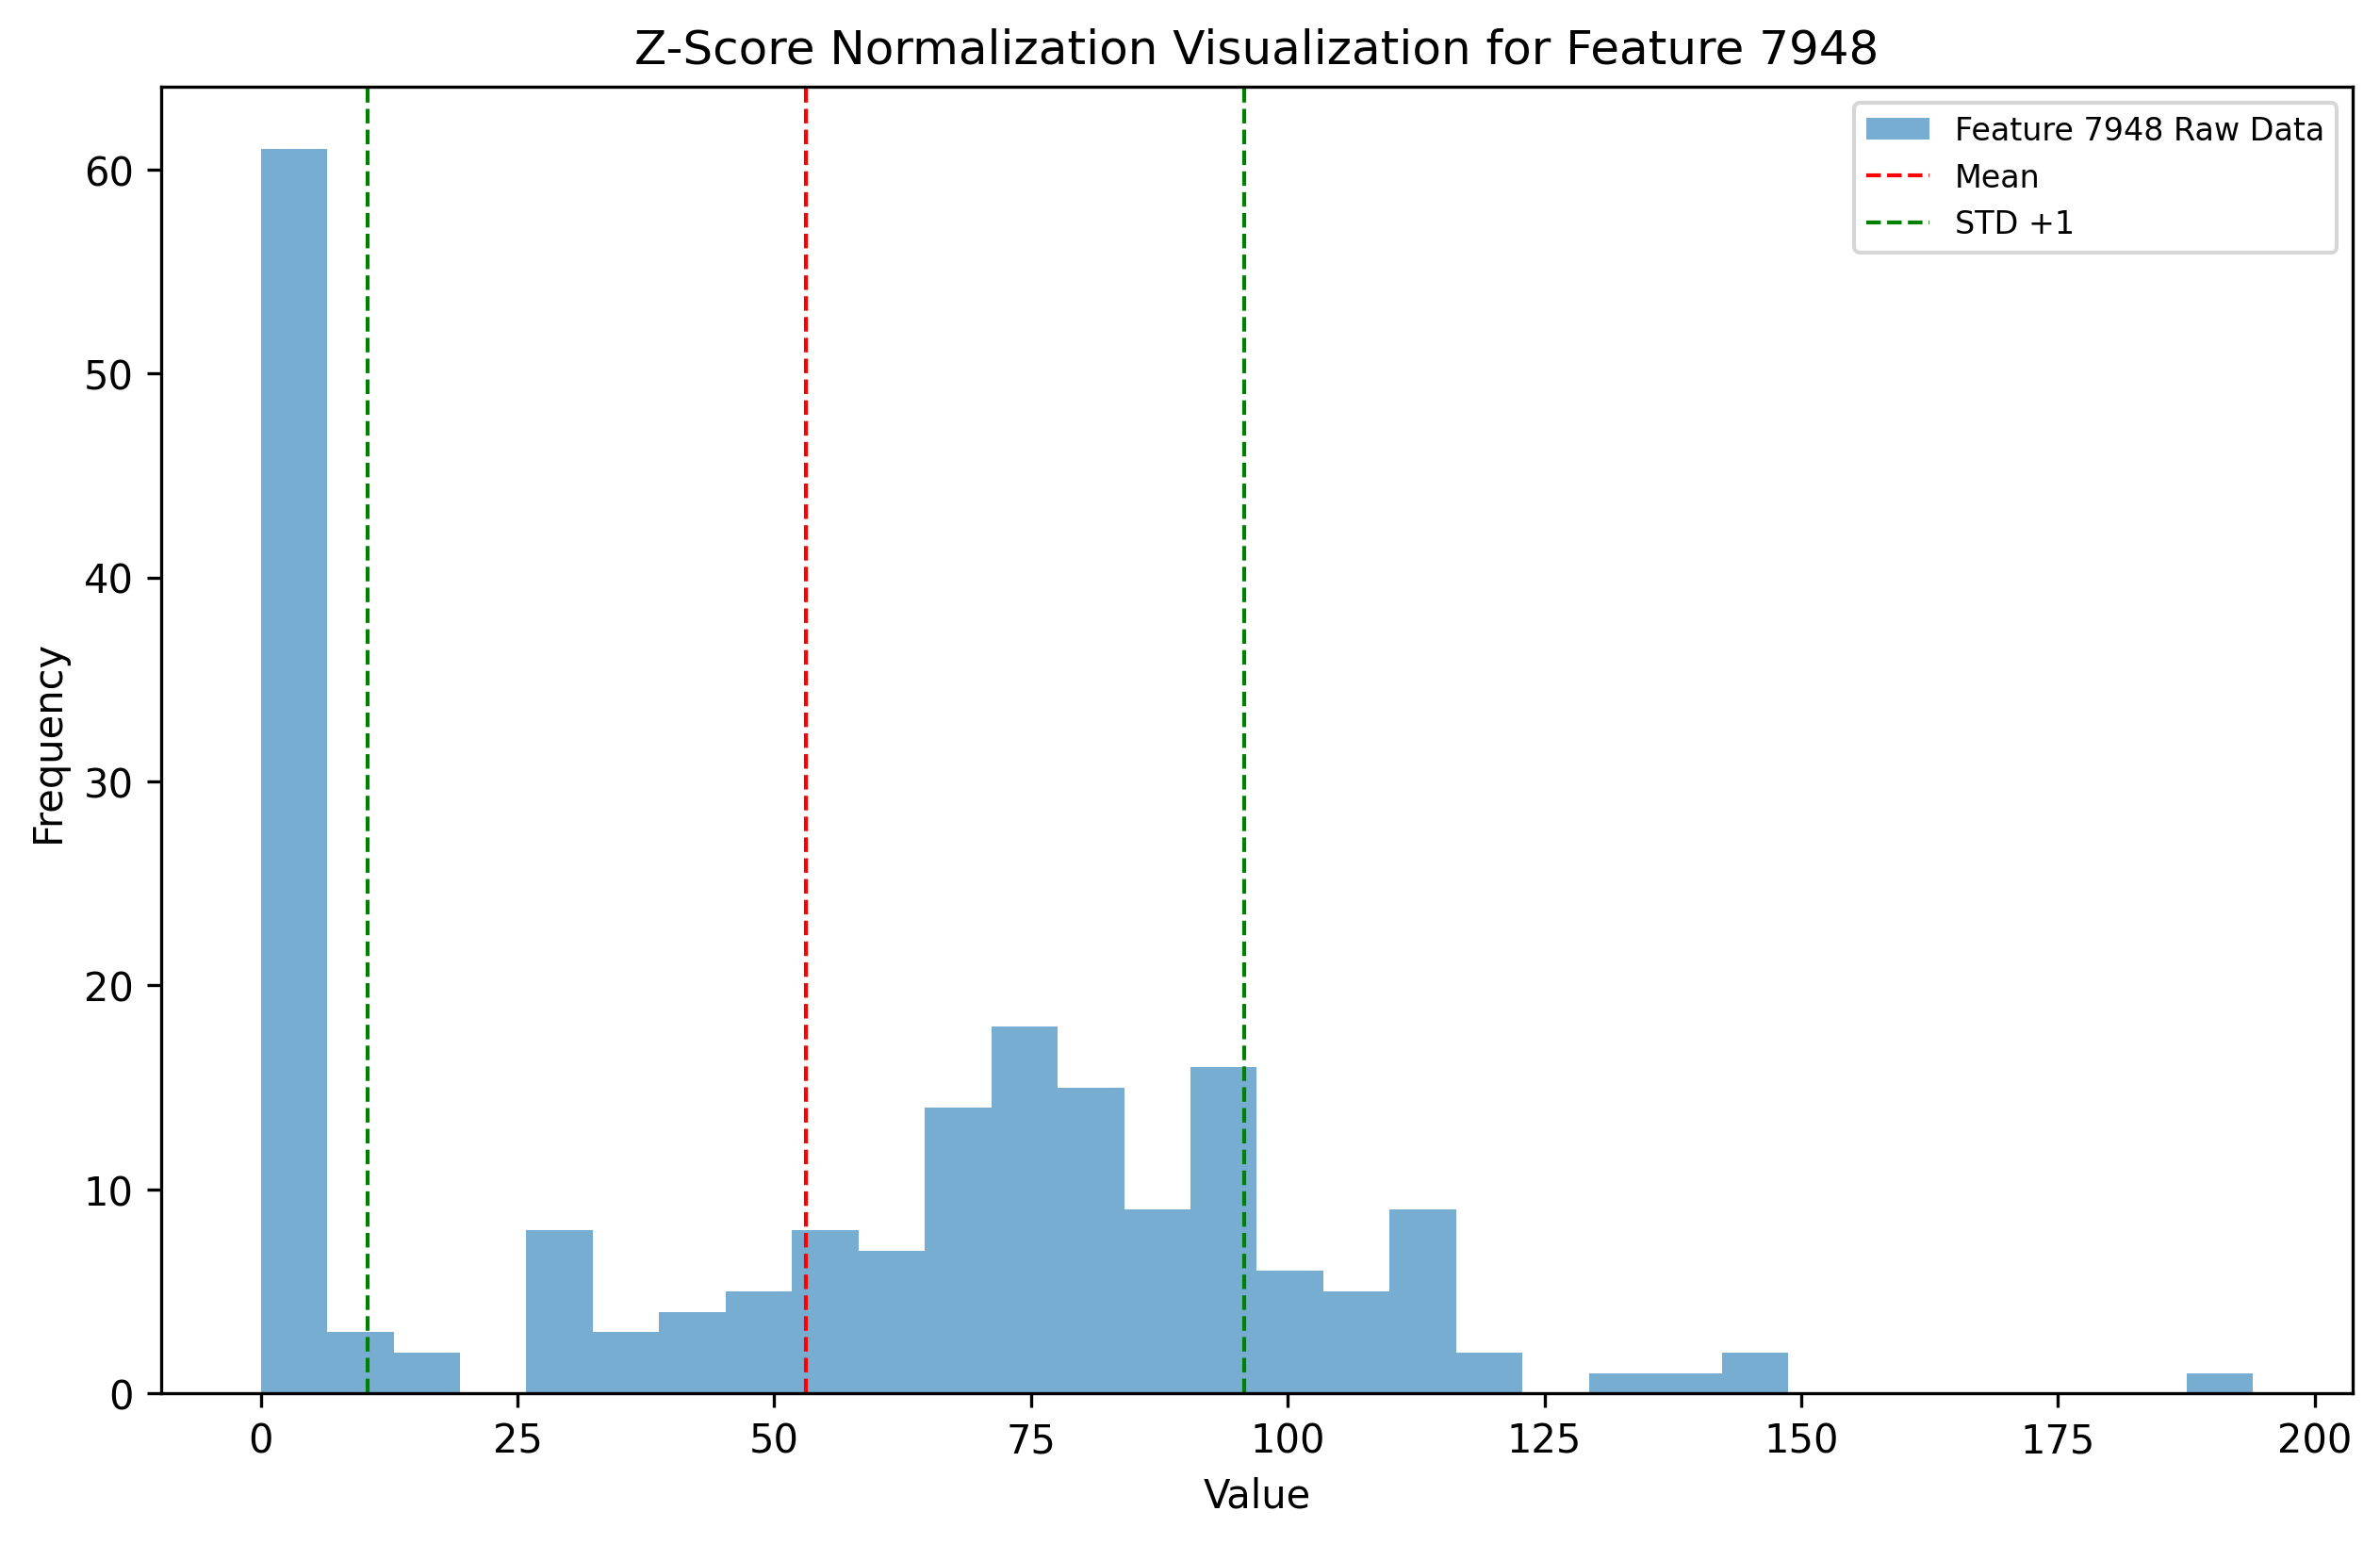 Z-Score Normalization Visualization for Feature 7948
Feature 7948 Raw Data
Mean
STD +1
60
50
40
30
20
10
0
Frequency
0 25 50 75 100 125 150 175 200
Value